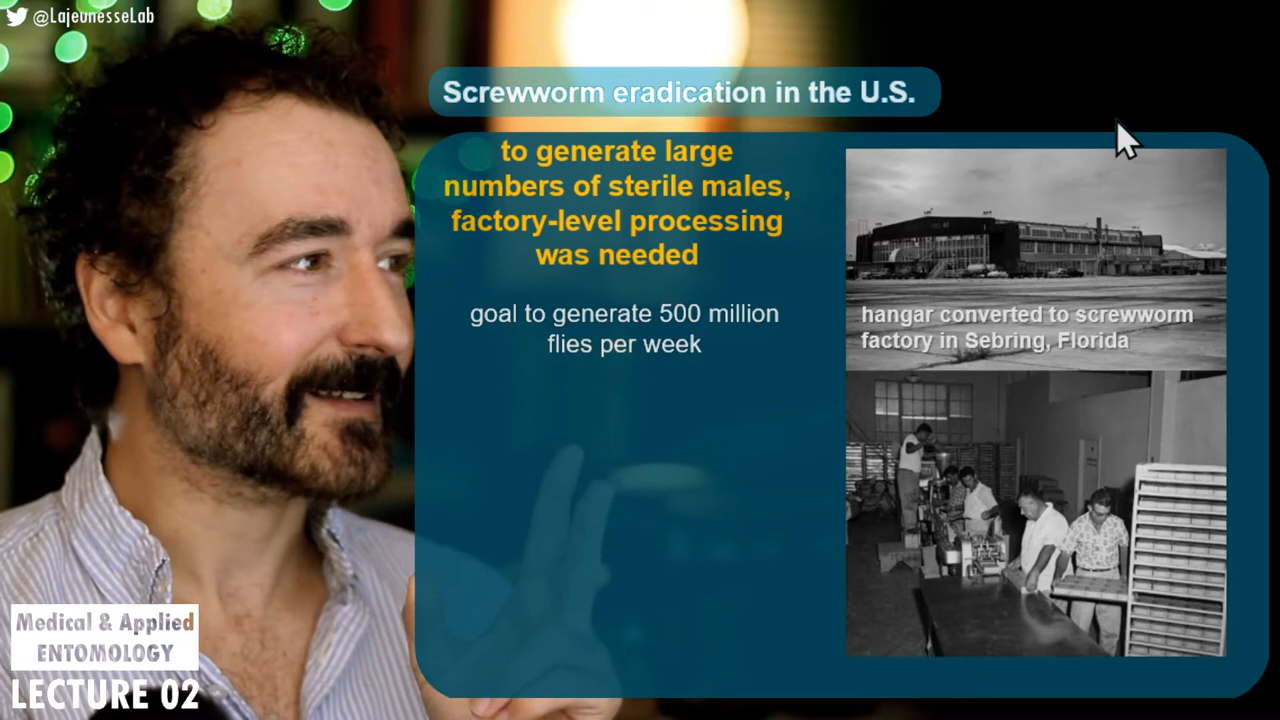 @LajeunesseLab
Screwworm eradication in the U.S.
to generate large
numbers of sterile males,
factory-level processing
was needed
goal to generate 500 million
flies per week
hangar converted to screwworm
factory in Sebring, Florida
Medical & Applied
ENTOMOLOGY
LECTURE 02